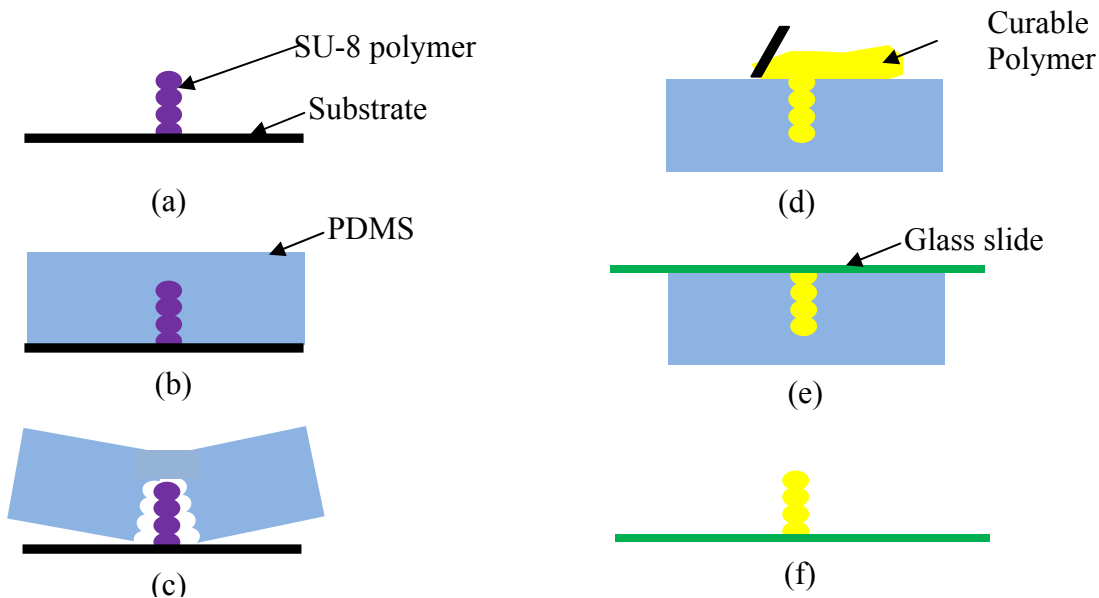 SU-8 polymer
Substrate
(a)
PDMS
(b)
(c)
Curable
Polymer
(d)
Glass slide
(e)
(f)